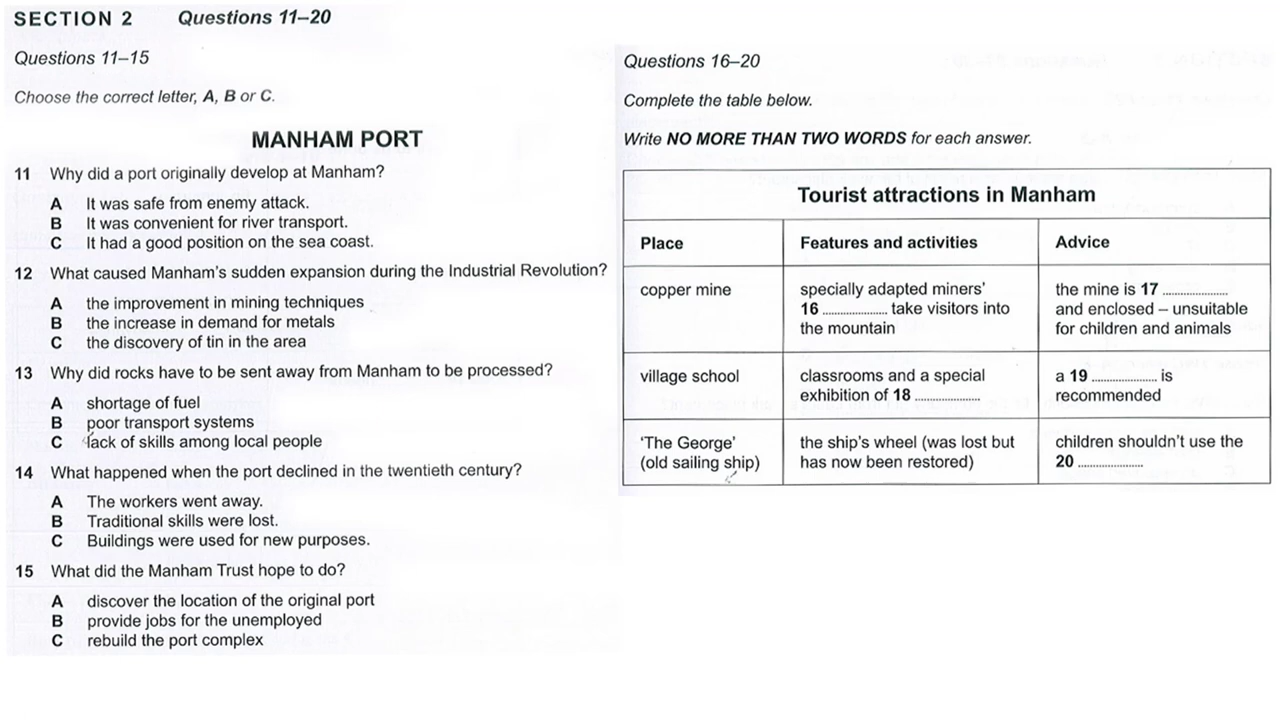 SECTION 2 Questions 11–20
Questions 11–15
Choose the correct letter, A, B or C.
MANHAM PORT
11 Why did a port originally develop at Manham?
A It was safe from enemy attack.
B It was convenient for river transport.
C It had a good position on the sea coast.
12 What caused Manham's sudden expansion during the Industrial Revolution?
A the improvement in mining techniques
B the increase in demand for metals
C the discovery of tin in the area
13 Why did rocks have to be sent away from Manham to be processed?
A shortage of fuel
B poor transport systems
C lack of skills among local people
14 What happened when the port declined in the twentieth century?
A The workers went away.
B Traditional skills were lost.
C Buildings were used for new purposes.
15 What did the Manham Trust hope to do?
A discover the location of the original port
B provide jobs for the unemployed
C rebuild the port complex
Questions 16–20
Complete the table below.
Write NO MORE THAN TWO WORDS for each answer.
Tourist attractions in Manham
Place Features and activities Advice
copper mine
specially adapted miners'
16 ..................... take visitors into
the mountain
the mine is 17 .....................
and enclosed – unsuitable
for children and animals
village school
classrooms and a special
exhibition of 18 .....................
a 19 ..................... is
recommended
'The George'
(old sailing ship)
the ship's wheel (was lost but
has now been restored)
children shouldn't use the
20 .....................